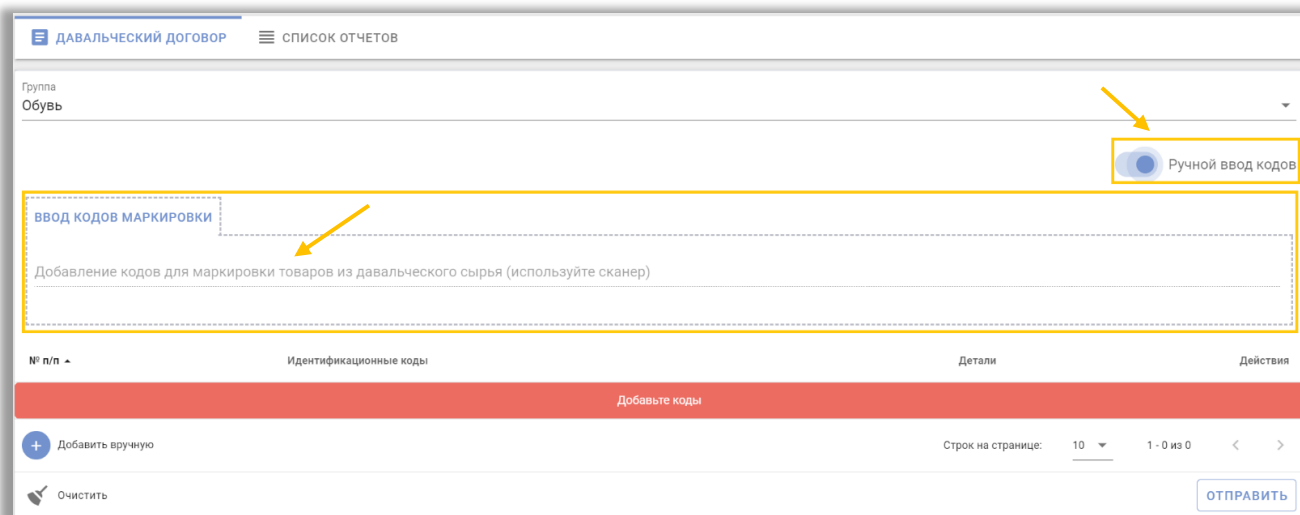 ДАВАЛЬЧЕСКИЙ ДОГОВОР СПИСОК ОТЧЕТОВ
Группа
Обувь
Ручной ввод кодов
ВВОД КОДОВ МАРКИРОВКИ
Добавление кодов для маркировки товаров из давальческого сырья (используйте сканер)
№ п/п Идентификационные коды Детали Действия
Добавьте коды
Добавить вручную Строк на странице: 10 1 - 0 из 0
Очистить ОТПРАВИТЬ